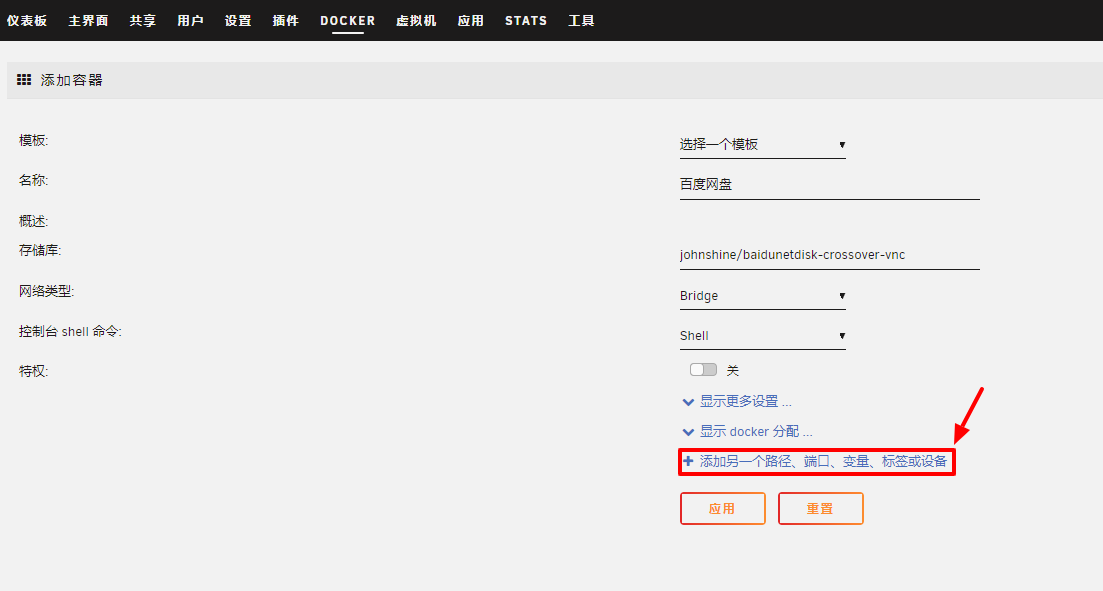 仪表板 主界面 共享 用户 设置 插件 DOCKER 虚拟机 应用 STATS 工具
添加容器
模板: 选择一个模板
名称: 百度网盘
概述:
存储库: johnshine/baidunetdisk-crossover-vnc
网络类型: Bridge
控制台 shell 命令: Shell
特权: 关
显示更多设置 ...
显示 docker 分配 ...
添加另一个路径、端口、变量、标签或设备
应用 重置